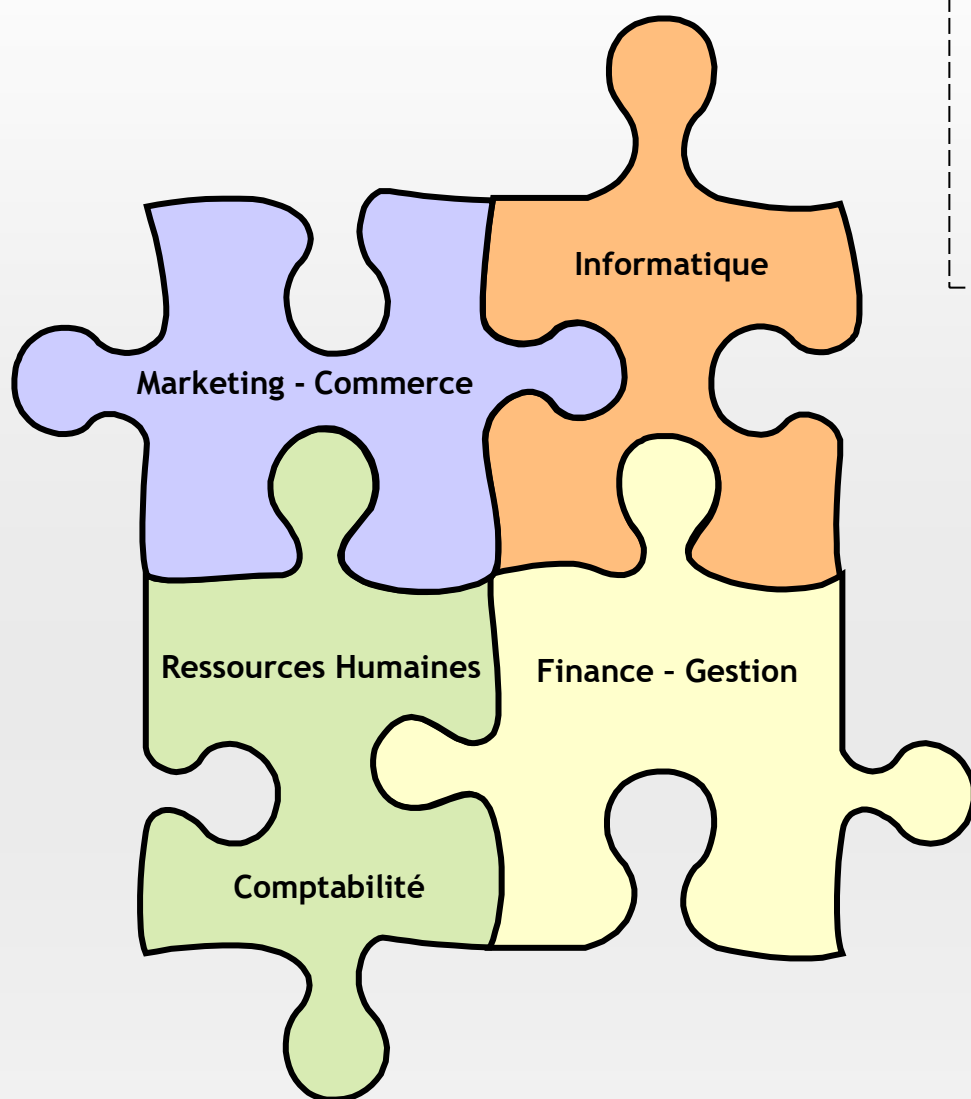 Informatique
Marketing - Commerce
Ressources Humaines
Finance – Gestion
Comptabilité